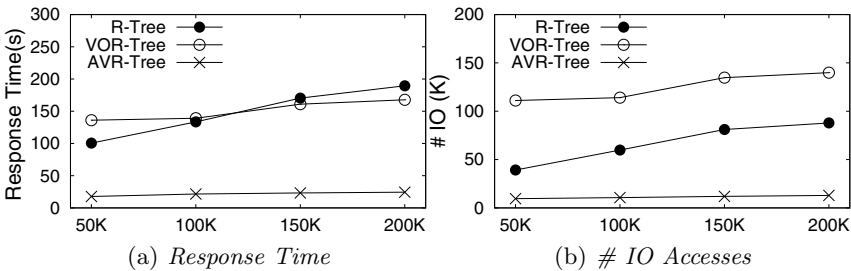 Response Time(s)
300
250
200
150
100
50
0
R-Tree
VOR-Tree
AVR-Tree
50K 100K 150K 200K
(a) Response Time
# IO (K)
200
150
100
50
0
R-Tree
VOR-Tree
AVR-Tree
50K 100K 150K 200K
(b) # IO Accesses